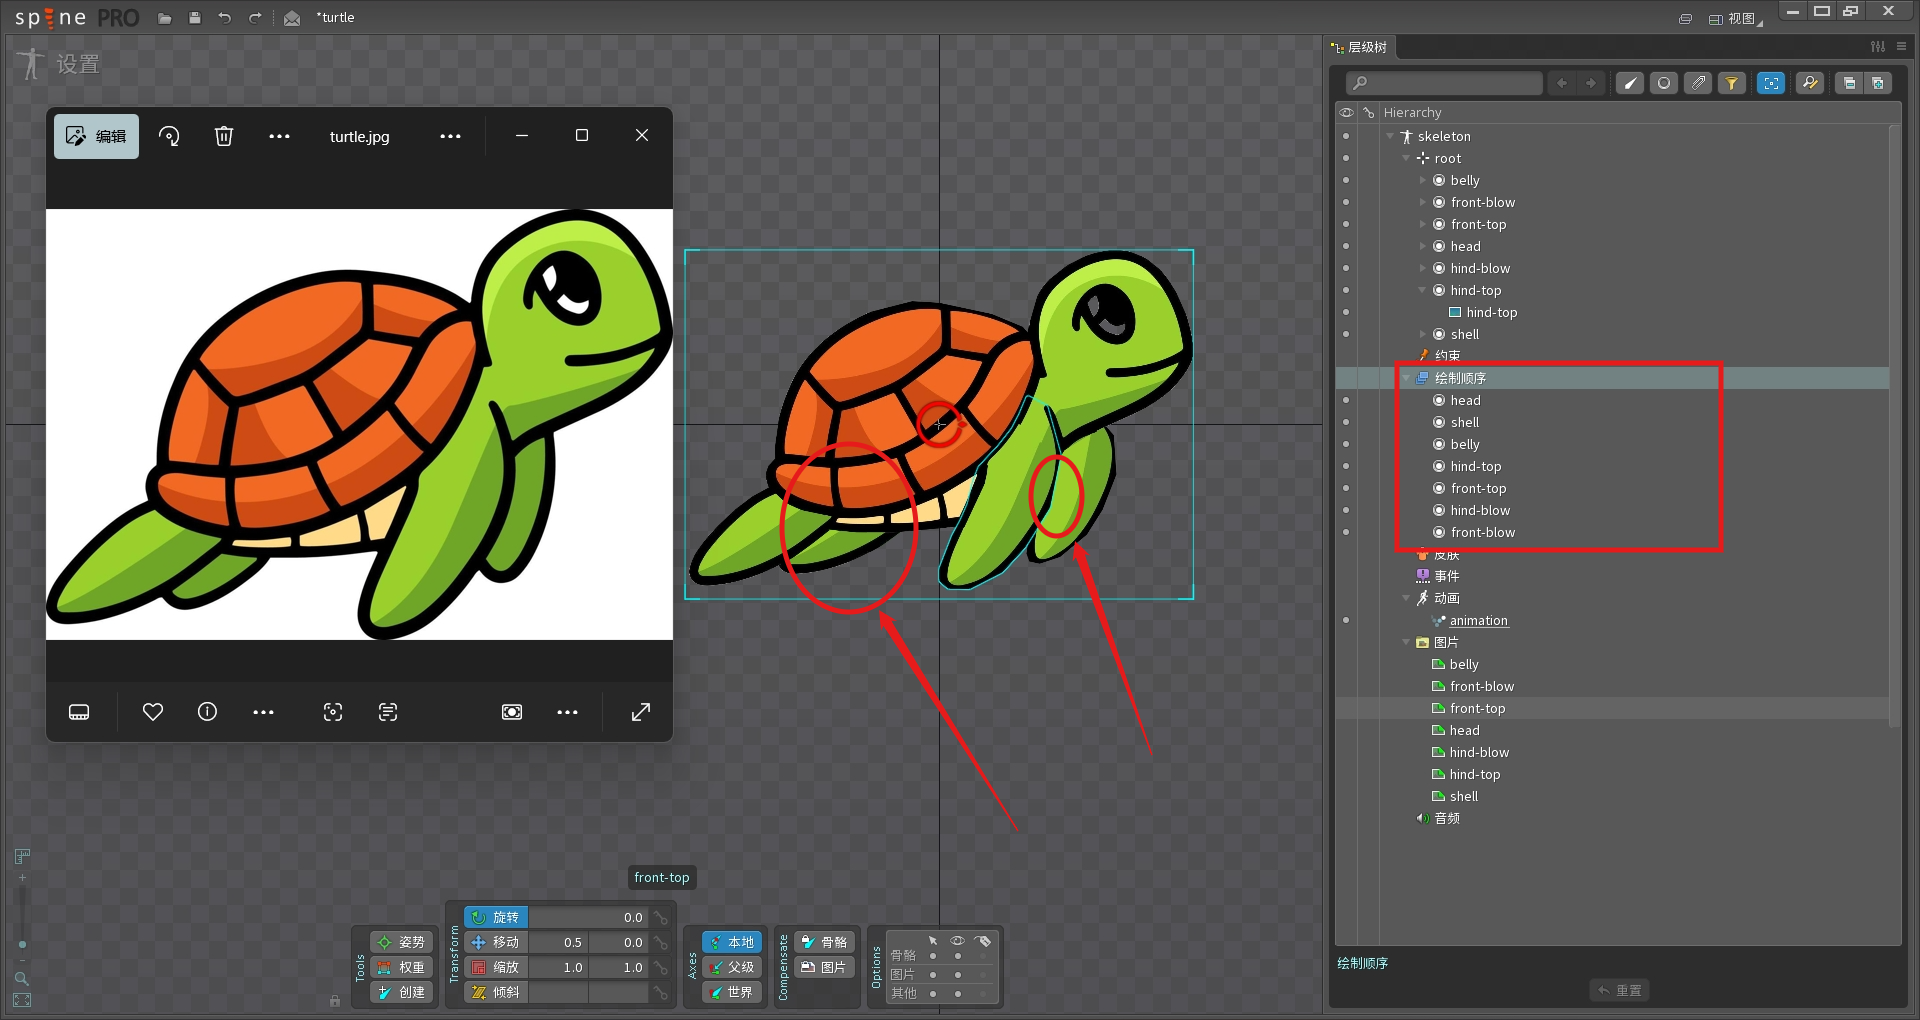 spine PRO
*turtle
视图
设置
编辑
turtle.jpg
层级树
Hierarchy
skeleton
root
belly
front-blow
front-top
head
hind-blow
hind-top
hind-top
shell
约束
绘制顺序
head
shell
belly
hind-top
front-top
hind-blow
front-blow
皮肤
事件
动画
animation
图片
belly
front-blow
front-top
head
hind-blow
hind-top
shell
音频
绘制顺序
重置
front-top
Tools
姿势
权重
创建
Transform
旋转 0.0
移动 0.5 0.0
缩放 1.0 1.0
倾斜
Axes
本地
父级
世界
Compensate
骨骼
图片
Options
骨骼
图片
其他